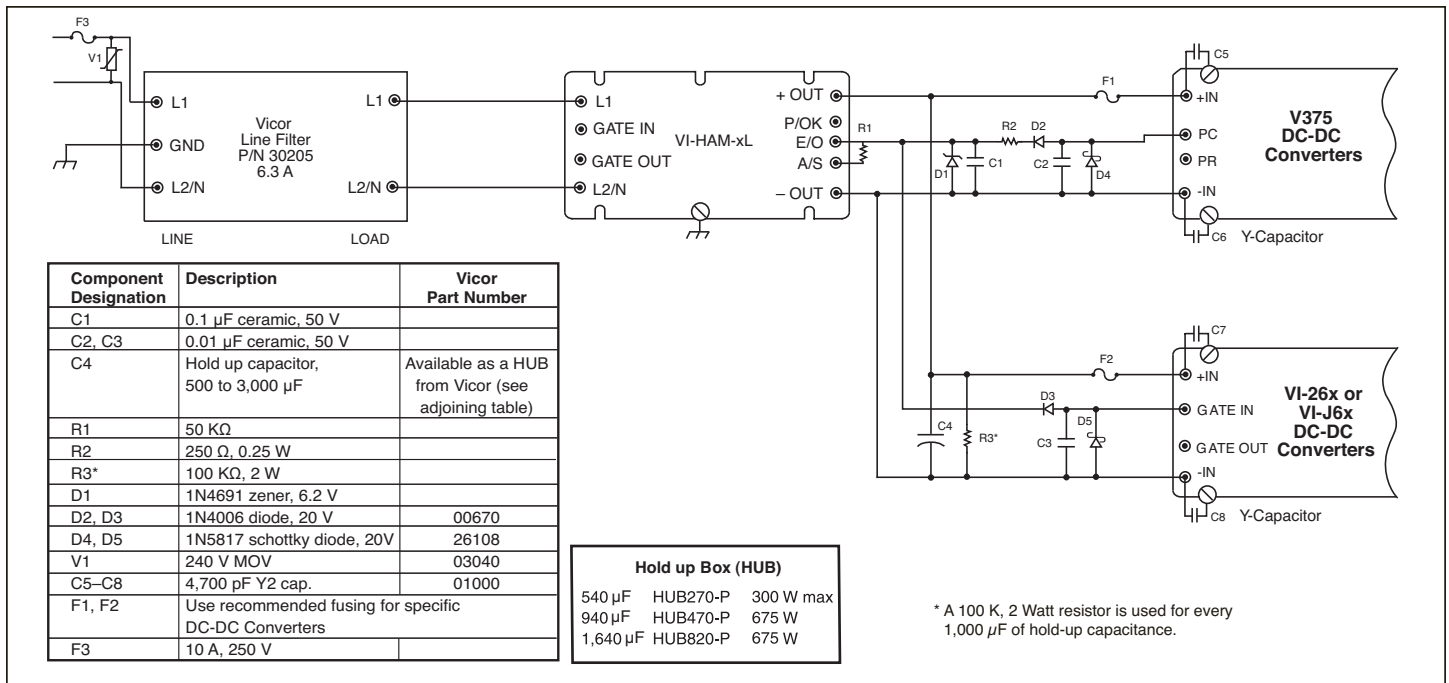 F3
V1
L1
GND
L2/N
Vicor
Line Filter
P/N 30205
6.3 A
L1
L2/N
LINE
LOAD
L1
GATE IN
GATE OUT
L2/N
VI-HAM-xL
+ OUT
P/OK
E/O
A/S
– OUT
R1
D1
C1
R2
D2
C2
D4
F1
C5
+IN
PC
PR
-IN
V375
DC-DC
Converters
C6
Y-Capacitor
C4
R3*
D3
C3
D5
F2
C7
+IN
GATE IN
GATE OUT
-IN
VI-26x or
VI-J6x
DC-DC
Converters
C8
Y-Capacitor
Component Designation Description Vicor Part Number
C1 0.1 µF ceramic, 50 V
C2, C3 0.01 µF ceramic, 50 V
C4 Hold up capacitor, Available as a HUB
500 to 3,000 µF from Vicor (see
adjoining table)
R1 50 KΩ
R2 250 Ω, 0.25 W
R3* 100 KΩ, 2 W
D1 1N4691 zener, 6.2 V
D2, D3 1N4006 diode, 20 V 00670
D4, D5 1N5817 schottky diode, 20V 26108
V1 240 V MOV 03040
C5–C8 4,700 pF Y2 cap. 01000
F1, F2 Use recommended fusing for specific
DC-DC Converters
F3 10 A, 250 V
Hold up Box (HUB)
540 µF HUB270-P 300 W max
940 µF HUB470-P 675 W
1,640 µF HUB820-P 675 W
* A 100 K, 2 Watt resistor is used for every
1,000 µF of hold-up capacitance.